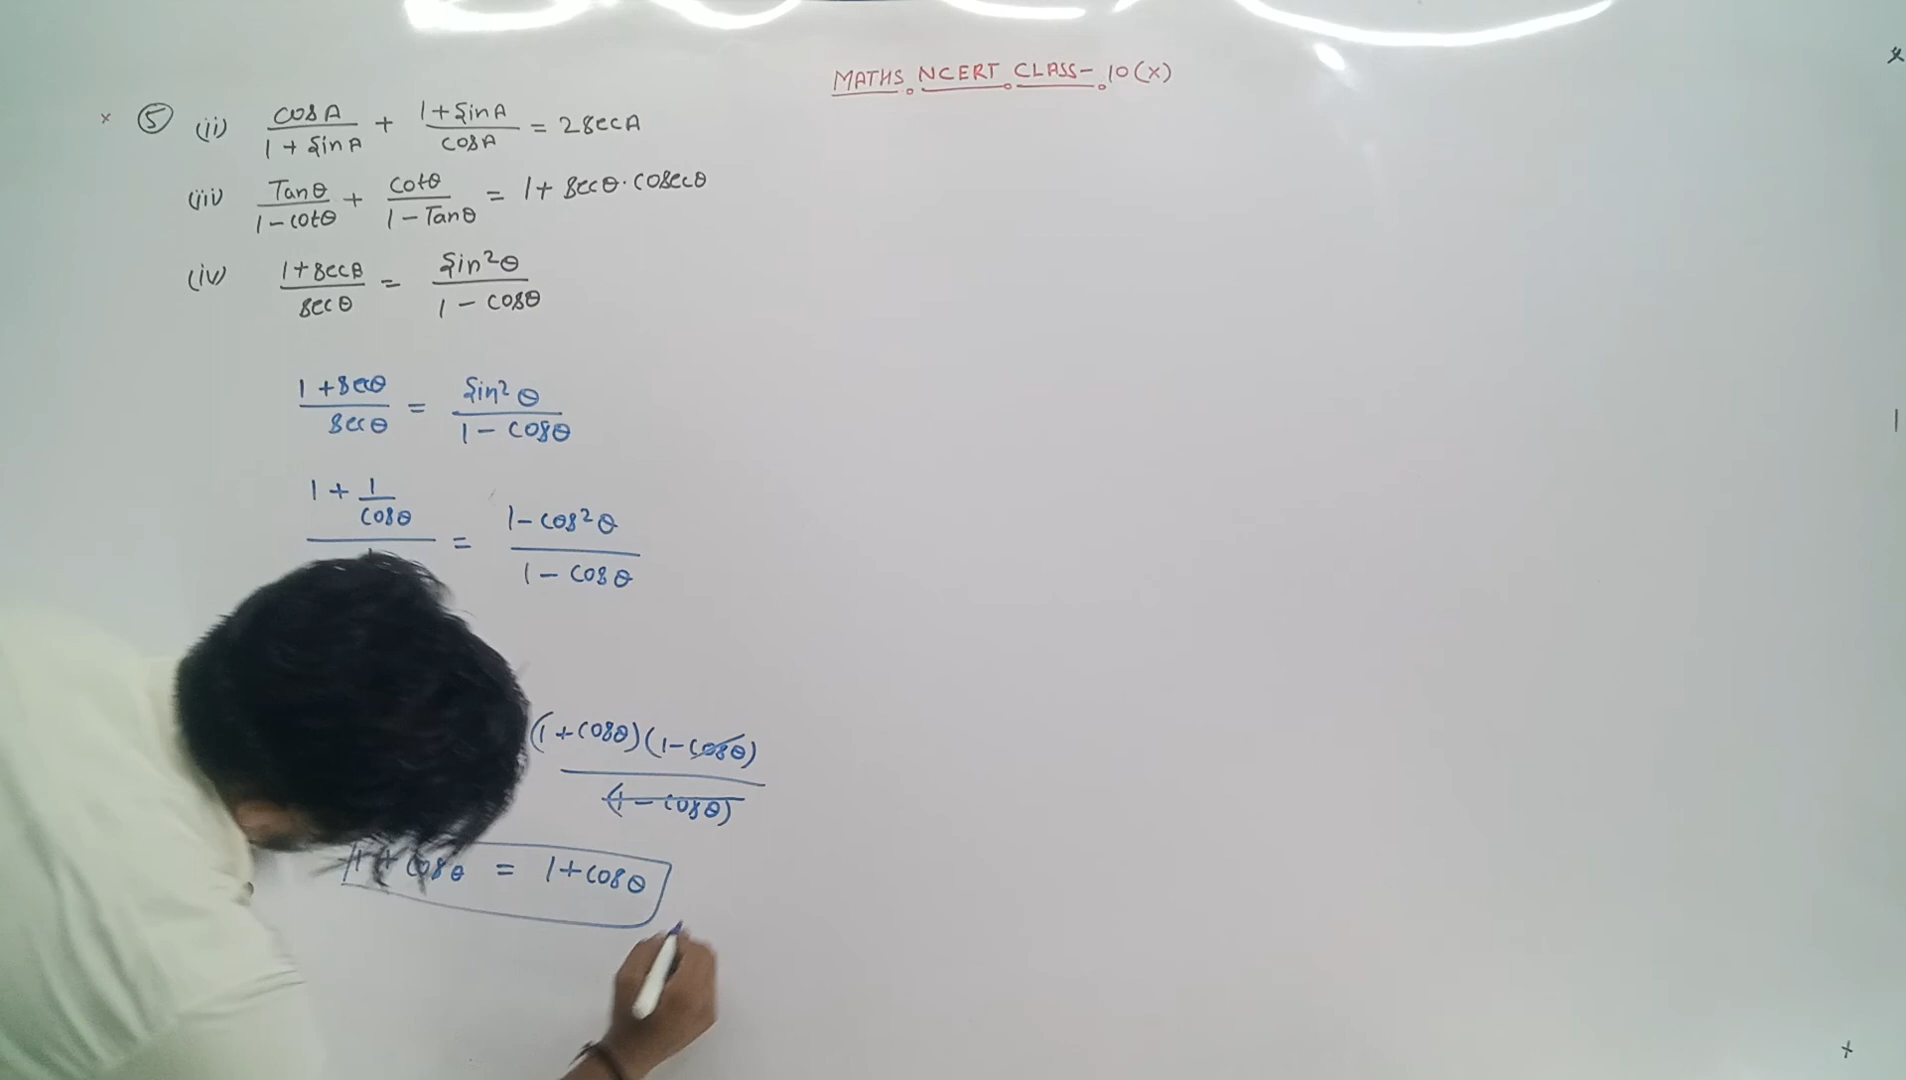 MATHS NCERT CLASS-10(X)
× ⑤ (ii) cosA/(1+sinA) + (1+sinA)/cosA = 2secA
(iii) Tanθ/(1-cotθ) + cotθ/(1-Tanθ) = 1+secθ.cosecθ
(iv) (1+secθ)/secθ = sin²θ/(1-cosθ)
(1+secθ)/secθ = sin²θ/(1-cosθ)
1+1/cosθ = (1-cos²θ)/(1-cosθ)
(1+cosθ)(1-cosθ)/(1-cosθ)
1+cosθ = 1+cosθ